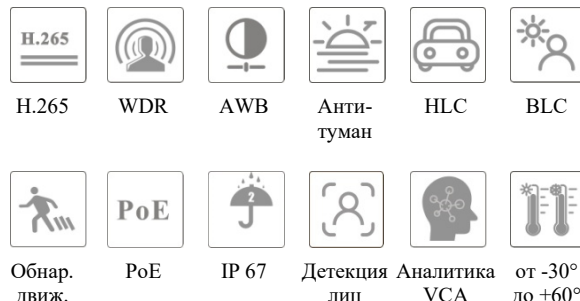 H.265
H.265 WDR AWB Анти-туман HLC BLC
PoE 2
Обнар. движ. PoE IP 67 Детекция лиц Аналитика VCA от -30° до +60°